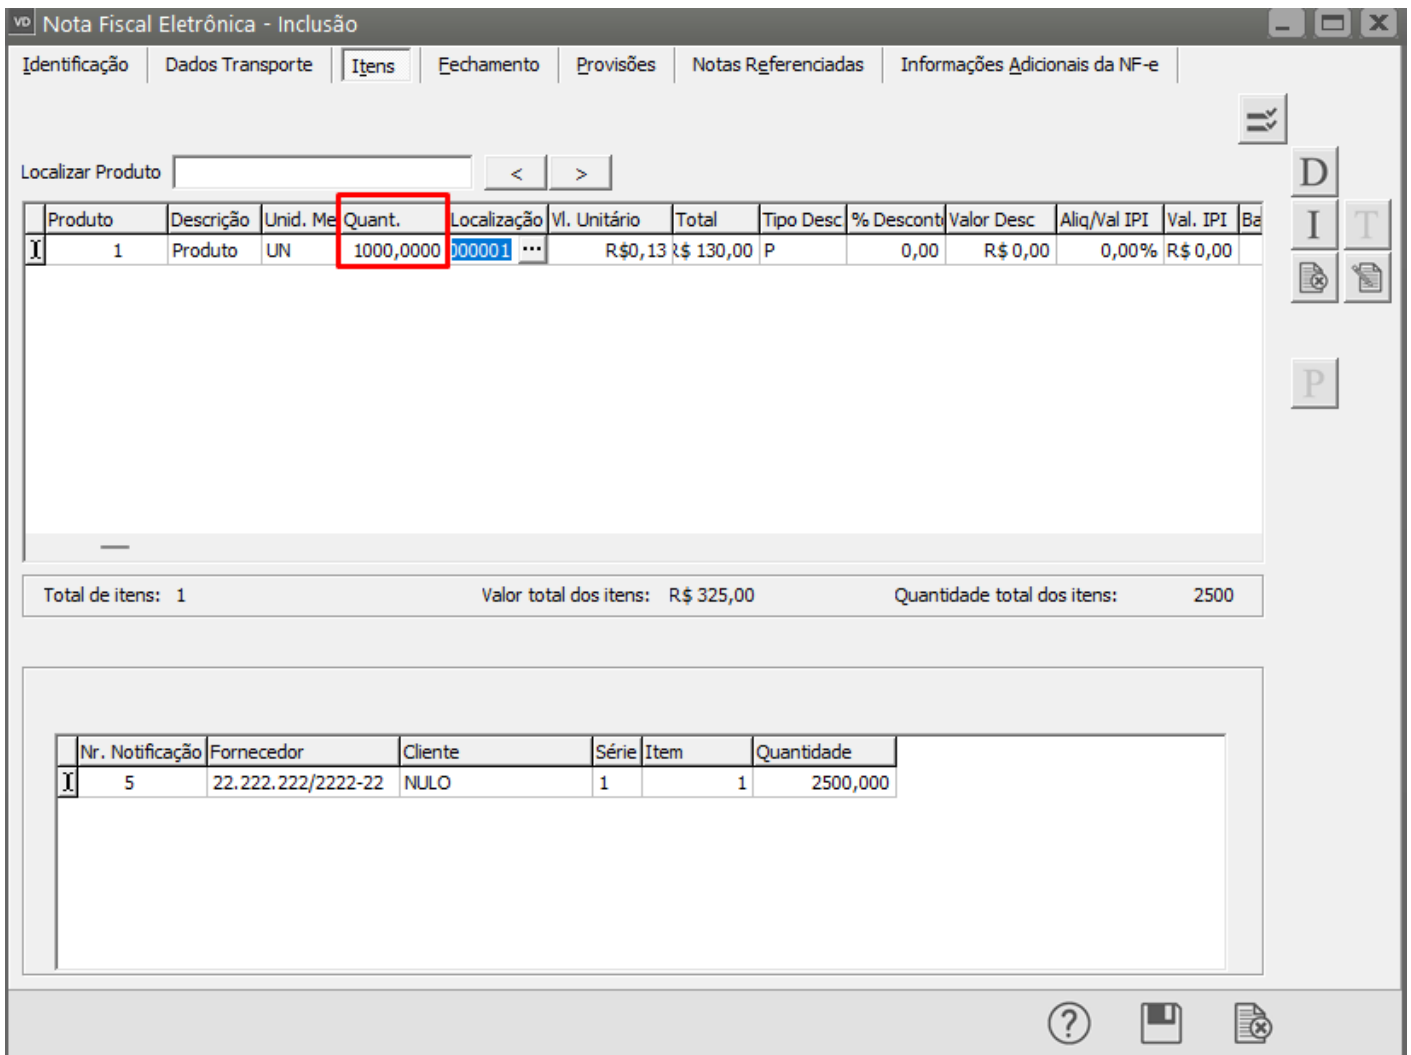 VD Nota Fiscal Eletrônica - Inclusão
Identificação Dados Transporte Itens Fechamento Provisões Notas Referenciadas Informações Adicionais da NF-e
Localizar Produto < >
D
Produto Descrição Unid. Me Quant. Localização Vl. Unitário Total Tipo Desc % Desconto Valor Desc Aliq/Val IPI Val. IPI Ba
I T
1 Produto UN 1000,0000 000001 ... R$0,13 R$ 130,00 P 0,00 R$ 0,00 0,00% R$ 0,00
P
Total de itens: 1 Valor total dos itens: R$ 325,00 Quantidade total dos itens: 2500
Nr. Notificação Fornecedor Cliente Série Item Quantidade
5 22.222.222/2222-22 NULO 1 1 2500,000
?